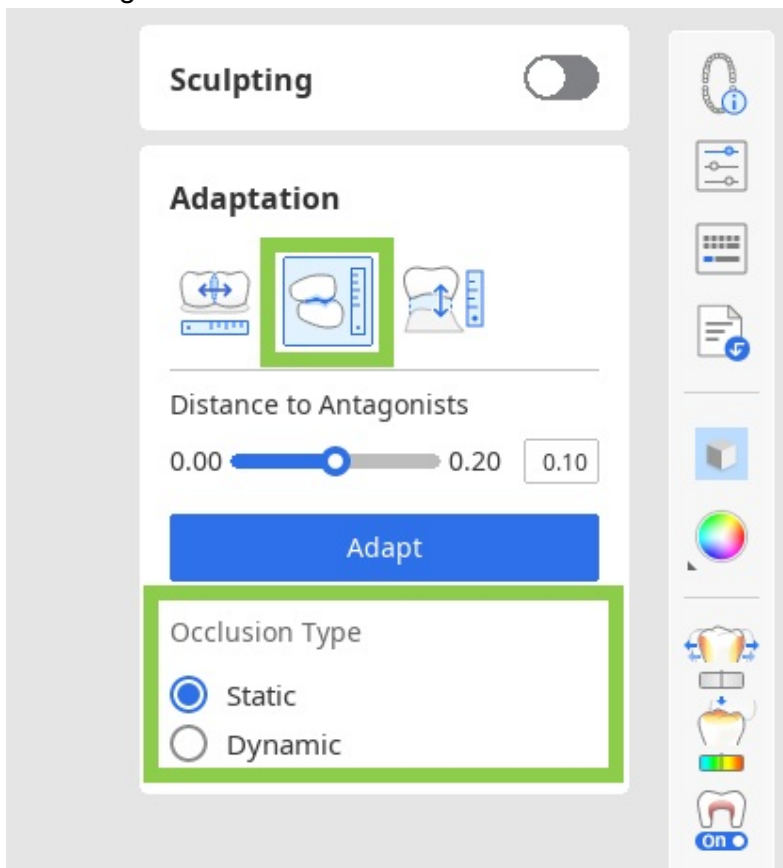 Sculpting
Adaptation
Distance to Antagonists
0.00 0.20 0.10
Adapt
Occlusion Type
Static
Dynamic
On